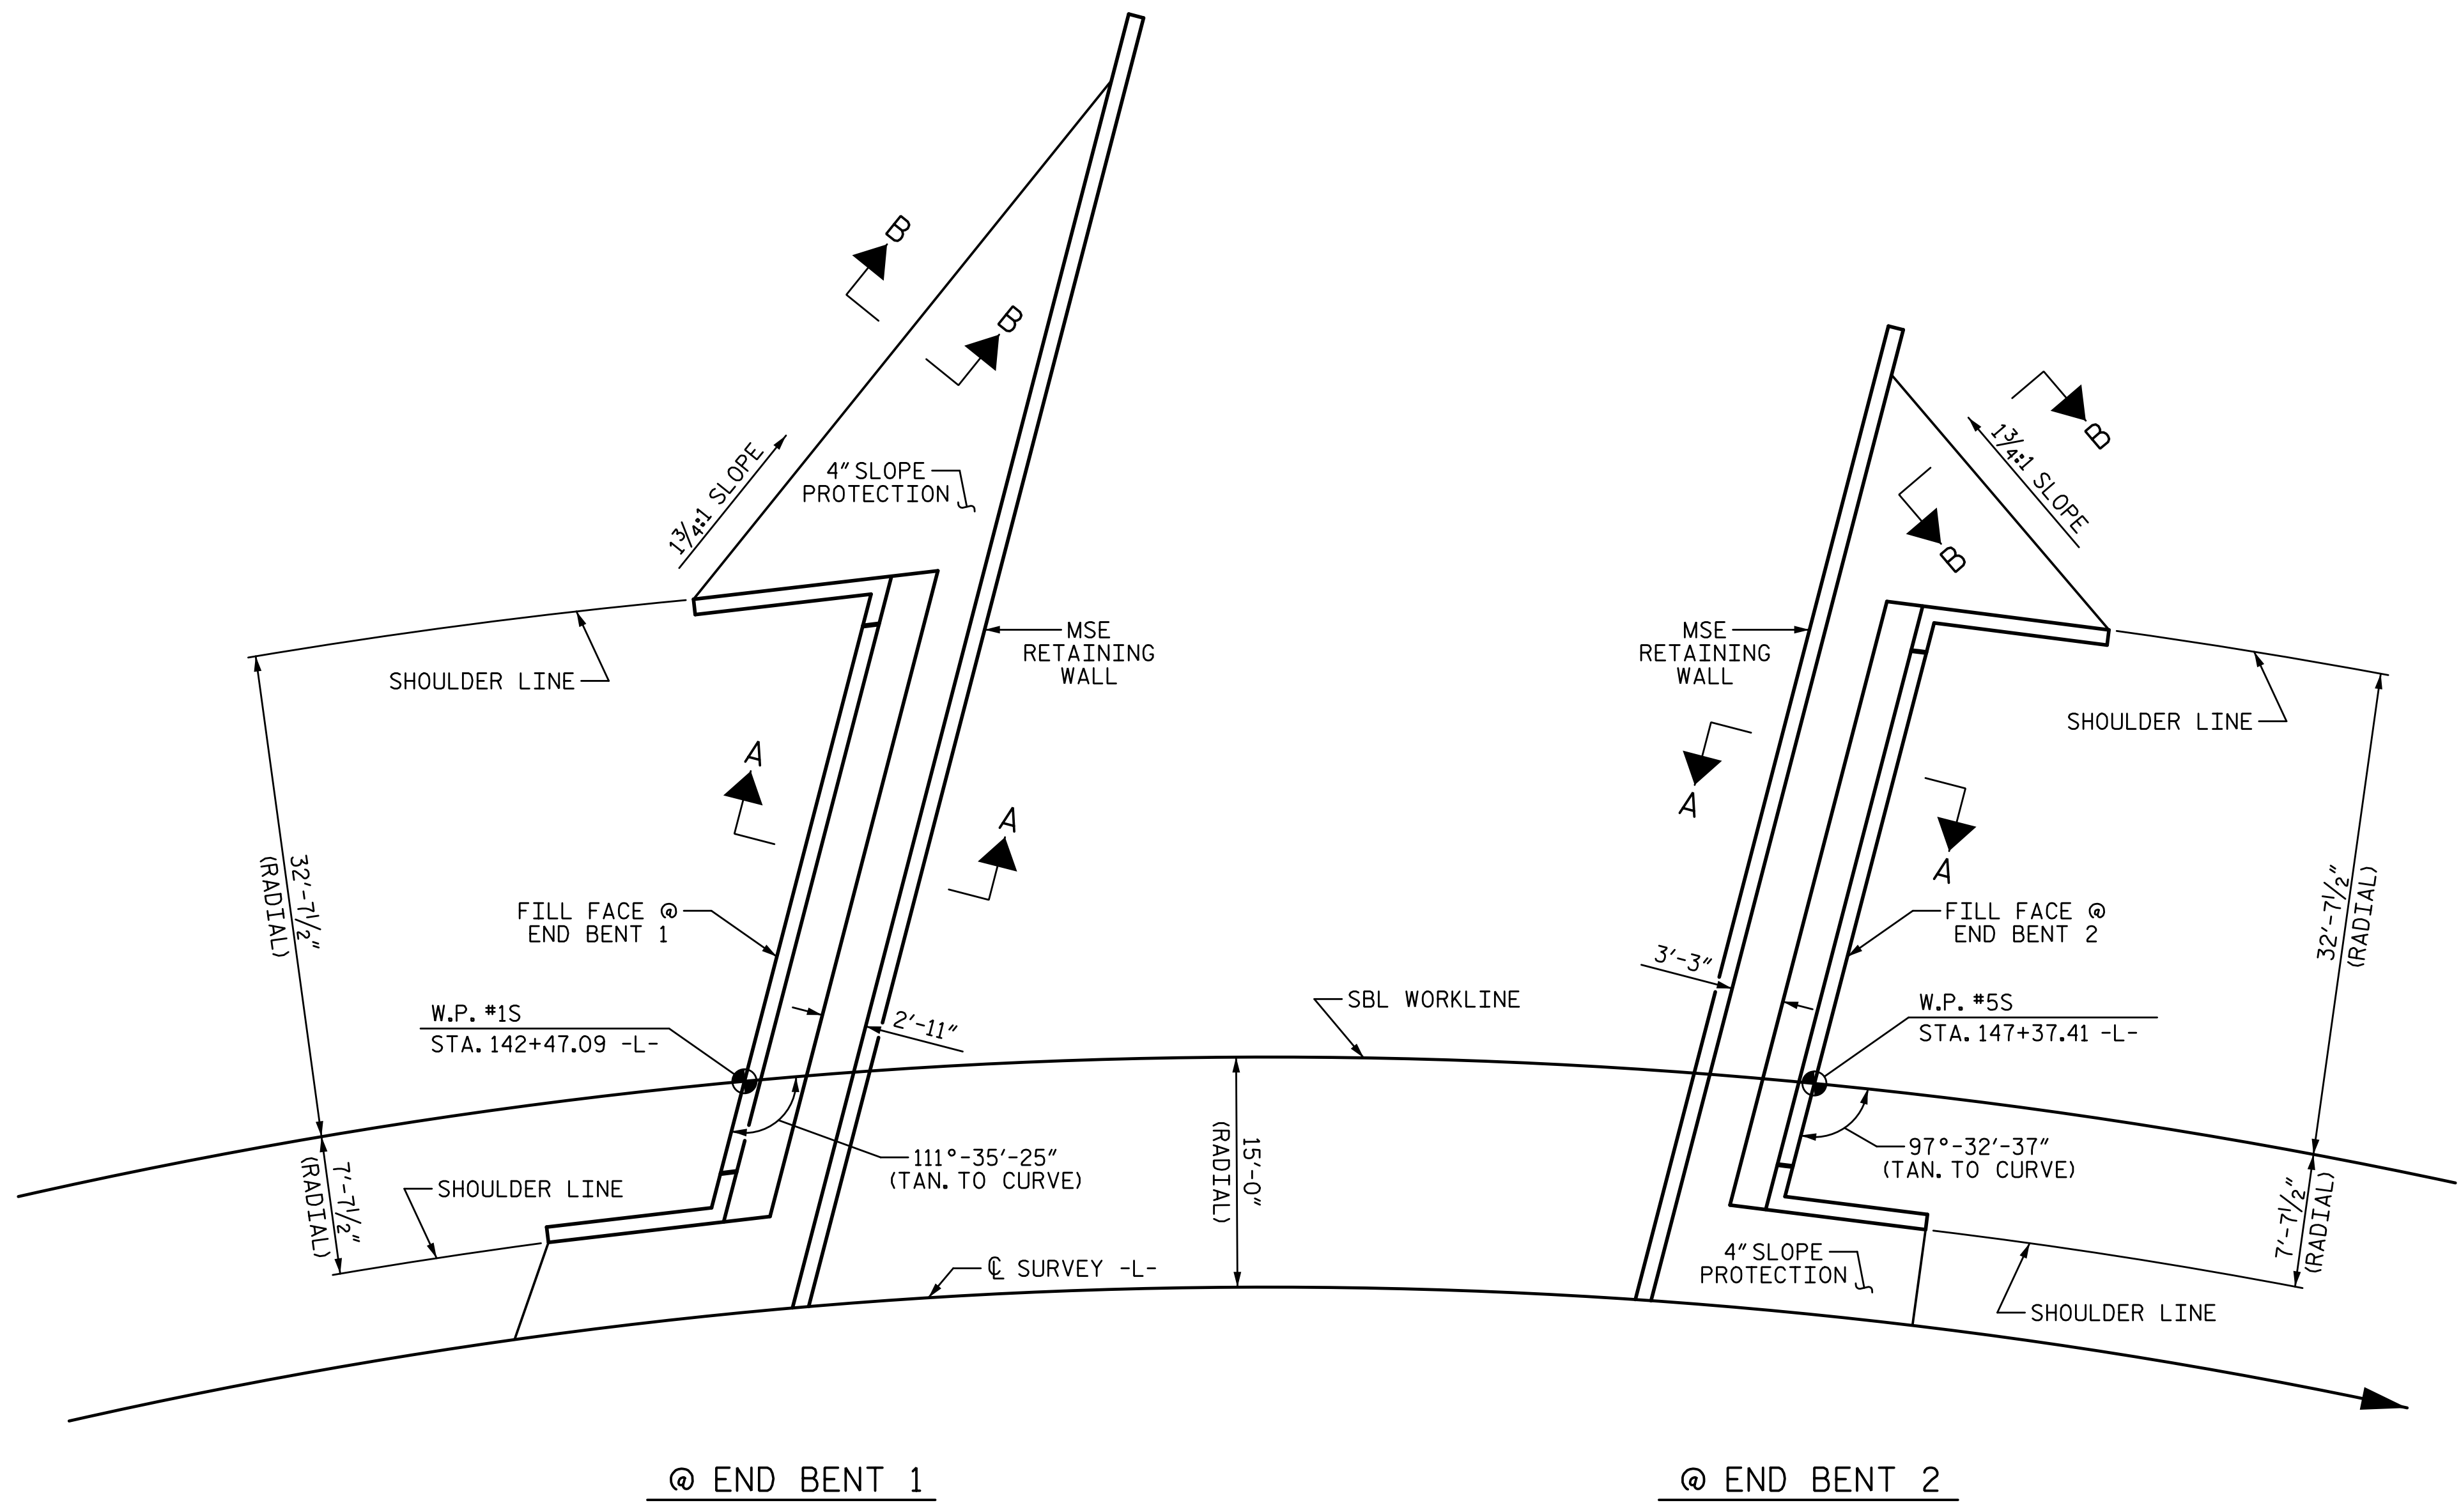 B
B
B
B
1¾:1 SLOPE
4″ SLOPE
PROTECTION
1¾:1 SLOPE
SHOULDER LINE
MSE
RETAINING
WALL
MSE
RETAINING
WALL
SHOULDER LINE
A
A
A
A
32′-7½″
(RADIAL)
FILL FACE @
END BENT 1
FILL FACE @
END BENT 2
32′-7½″
(RADIAL)
3′-3″
2′-11″
W.P. #1S
STA. 142+47.09 -L-
SBL WORKLINE
W.P. #5S
STA. 147+37.41 -L-
111°-35′-25″
(TAN. TO CURVE)
15′-0″
(RADIAL)
97°-32′-37″
(TAN. TO CURVE)
7′-7½″
(RADIAL)
SHOULDER LINE
7′-7½″
(RADIAL)
℄ SURVEY -L-
4″ SLOPE
PROTECTION
SHOULDER LINE
@ END BENT 1
@ END BENT 2